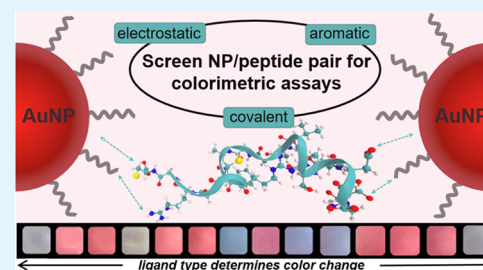 electrostatic
aromatic
Screen NP/peptide pair for
colorimetric assays
covalent
AuNP
AuNP
ligand type determines color change